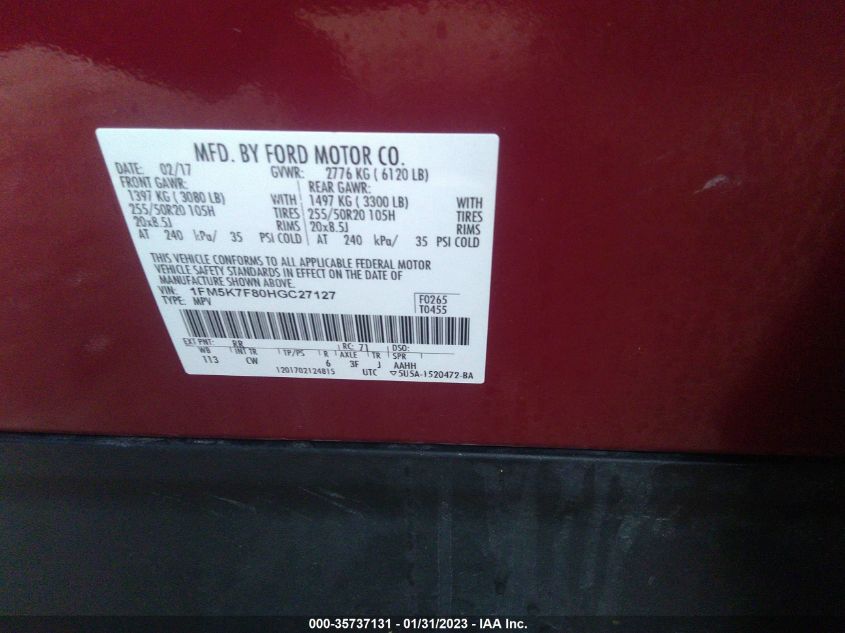 MFD. BY FORD MOTOR CO.
DATE: 02/17 GVWR: 2776 KG ( 6120 LB)
FRONT GAWR: REAR GAWR:
1397 KG ( 3080 LB) WITH 1497 KG ( 3300 LB) WITH
255/50R20 105H TIRES 255/50R20 105H TIRES
20x8.5J RIMS 20x8.5J RIMS
AT 240 kPa/ 35 PSI COLD AT 240 kPa/ 35 PSI COLD
THIS VEHICLE CONFORMS TO ALL APPLICABLE FEDERAL MOTOR
VEHICLE SAFETY STANDARDS IN EFFECT ON THE DATE OF
MANUFACTURE SHOWN ABOVE.
VIN: 1FM5K7F80HGC27127 F0265
TYPE: MPV T0455
EXT PNT: RR RC: 71 DSO:
WB INT TR TP/PS R AXLE TR SPR
113 CW 6 3F J AAHH
1201702124815 UTC ▽5U5A-1520472-BA
000-35737131 - 01/31/2023 - IAA Inc.